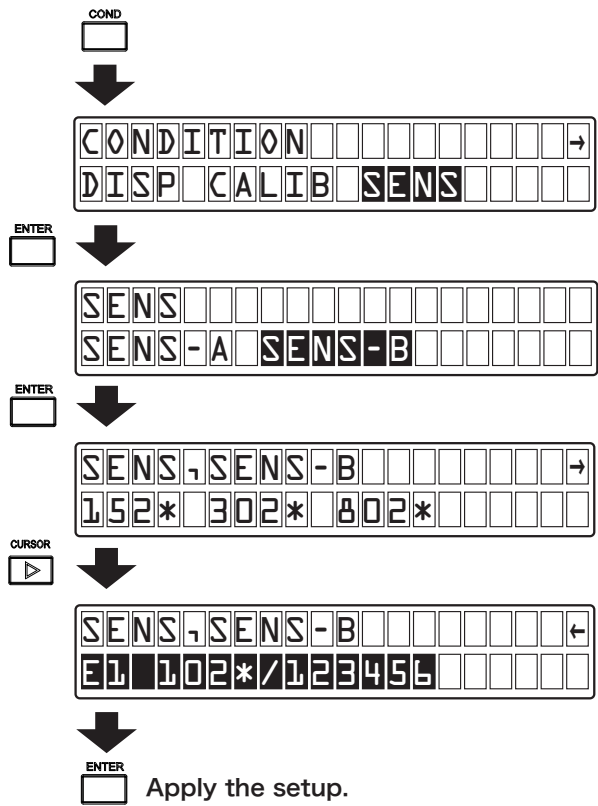 COND
CONDITION →
DISP CALIB SENS
ENTER
SENS
SENS-A SENS-B
ENTER
SENS,SENS-B →
152* 302* 802*
CURSOR
SENS,SENS-B ←
E1 102*/123456
ENTER
Apply the setup.